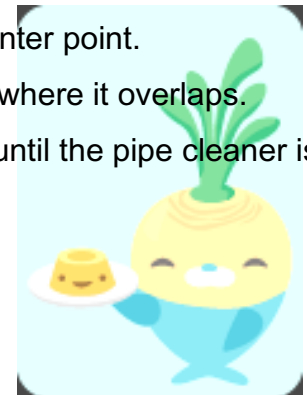 nter point.
where it overlaps.
until the pipe cleaner is